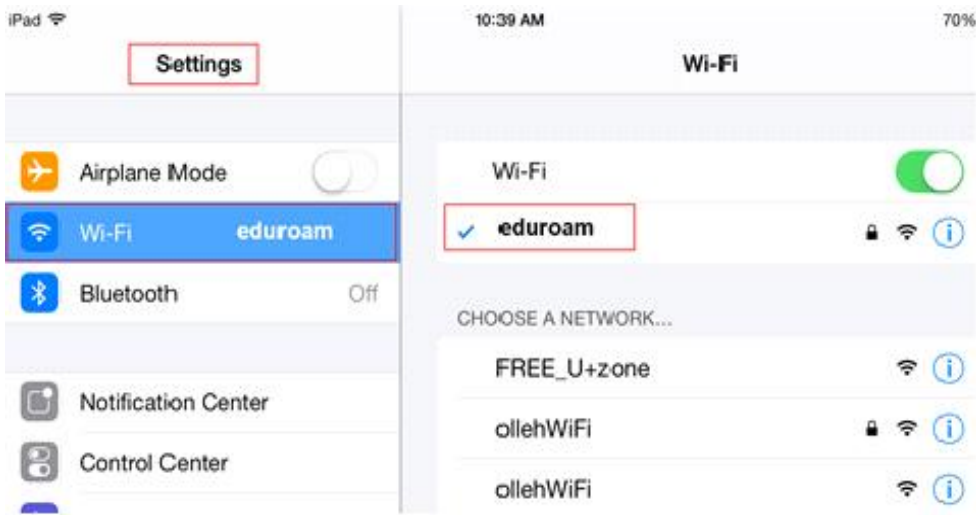 iPad 10:39 AM 70%
Settings
Wi-Fi
Airplane Mode
Wi-Fi eduroam
Bluetooth Off
Notification Center
Control Center
Wi-Fi
eduroam
CHOOSE A NETWORK...
FREE_U+zone
ollehWiFi
ollehWiFi